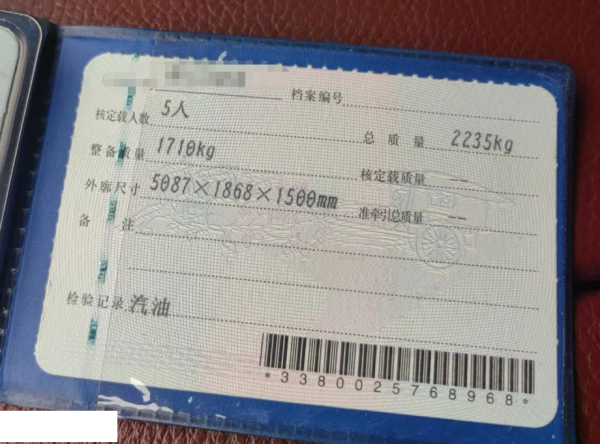 档案编号
核定载人数 5人 总质量 2235kg
整备质量 1710kg 核定载质量 --
外廓尺寸 5087×1868×1500mm 准牵引总质量 --
备注
检验记录 汽油
*3380025768968*